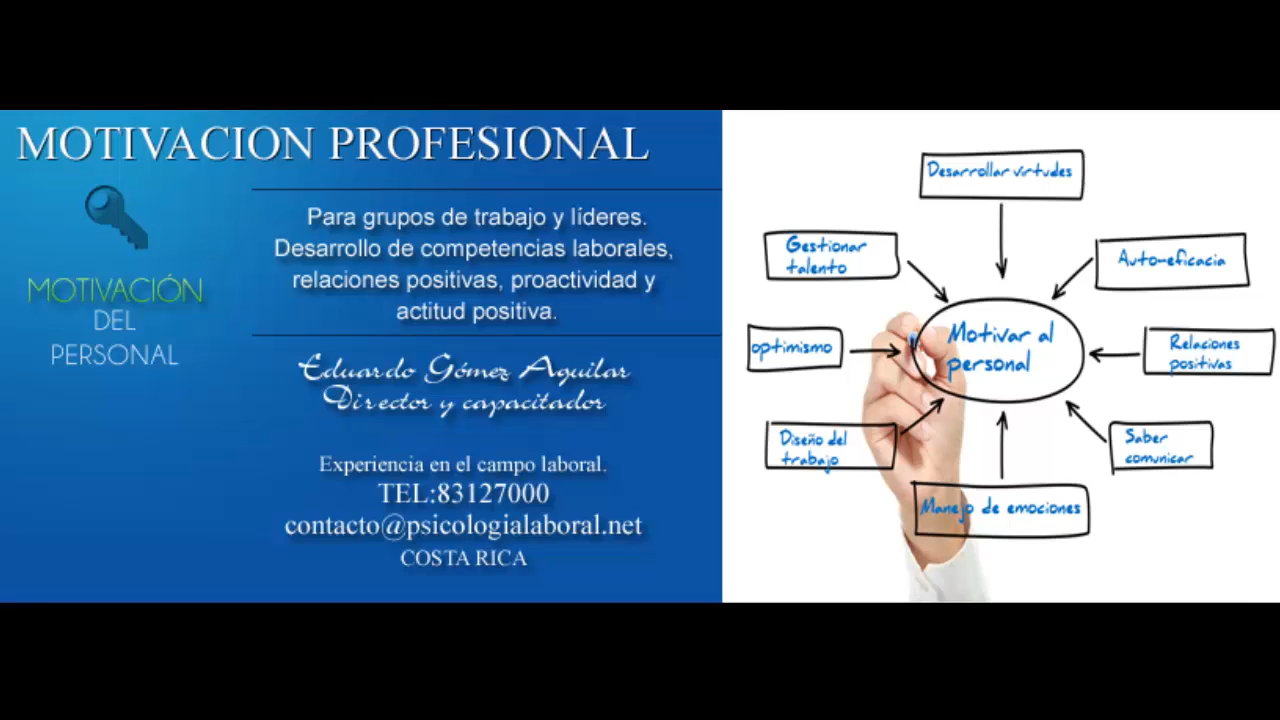 MOTIVACION PROFESIONAL
MOTIVACIÓN
DEL
PERSONAL
Para grupos de trabajo y líderes.
Desarrollo de competencias laborales,
relaciones positivas, proactividad y
actitud positiva.
Eduardo Gómez Aguilar
Director y capacitador
Experiencia en el campo laboral.
TEL:83127000
contacto@psicologialaboral.net
COSTA RICA
Desarrollar virtudes
Gestionar
talento
Auto-eficacia
optimismo
Motivar al
personal
Relaciones
positivas
Diseño del
trabajo
Saber
comunicar
Manejo de emociones